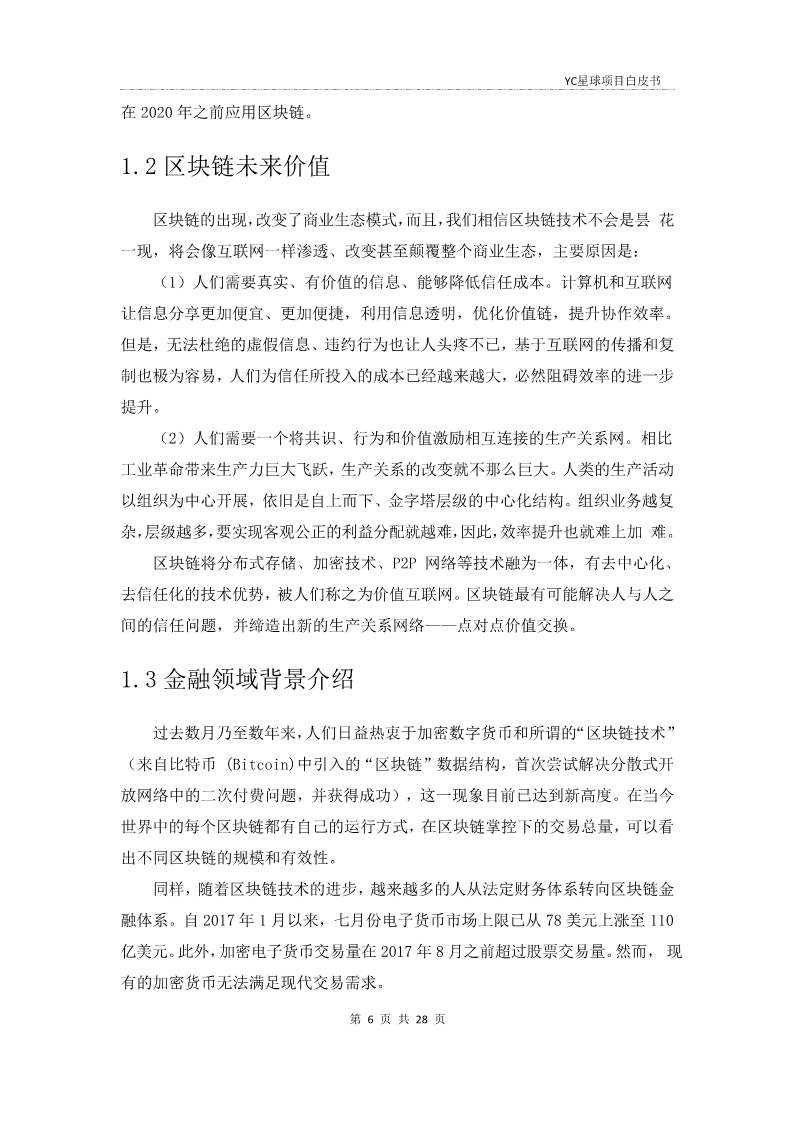 YC星球项目白皮书
在 2020 年之前应用区块链。
1.2 区块链未来价值
区块链的出现,改变了商业生态模式,而且,我们相信区块链技术不会是昙 花
一现，将会像互联网一样渗透、改变甚至颠覆整个商业生态，主要原因是：
（1）人们需要真实、有价值的信息、能够降低信任成本。计算机和互联网
让信息分享更加便宜、更加便捷，利用信息透明，优化价值链，提升协作效率。
但是，无法杜绝的虚假信息、违约行为也让人头疼不已，基于互联网的传播和复
制也极为容易，人们为信任所投入的成本已经越来越大，必然阻碍效率的进一步
提升。
（2）人们需要一个将共识、行为和价值激励相互连接的生产关系网。相比
工业革命带来生产力巨大飞跃，生产关系的改变就不那么巨大。人类的生产活动
以组织为中心开展，依旧是自上而下、金字塔层级的中心化结构。组织业务越复
杂,层级越多,要实现客观公正的利益分配就越难,因此,效率提升也就难上加 难。
区块链将分布式存储、加密技术、P2P 网络等技术融为一体，有去中心化、
去信任化的技术优势，被人们称之为价值互联网。区块链最有可能解决人与人之
间的信任问题，并缔造出新的生产关系网络——点对点价值交换。
1.3 金融领域背景介绍
过去数月乃至数年来，人们日益热衷于加密数字货币和所谓的“区块链技术”
（来自比特币 (Bitcoin)中引入的“区块链”数据结构，首次尝试解决分散式开
放网络中的二次付费问题，并获得成功），这一现象目前已达到新高度。在当今
世界中的每个区块链都有自己的运行方式，在区块链掌控下的交易总量，可以看
出不同区块链的规模和有效性。
同样，随着区块链技术的进步，越来越多的人从法定财务体系转向区块链金
融体系。自 2017 年 1 月以来，七月份电子货币市场上限已从 78 美元上涨至 110
亿美元。此外,加密电子货币交易量在 2017 年 8 月之前超过股票交易量。然而， 现
有的加密货币无法满足现代交易需求。
第 6 页 共 28 页